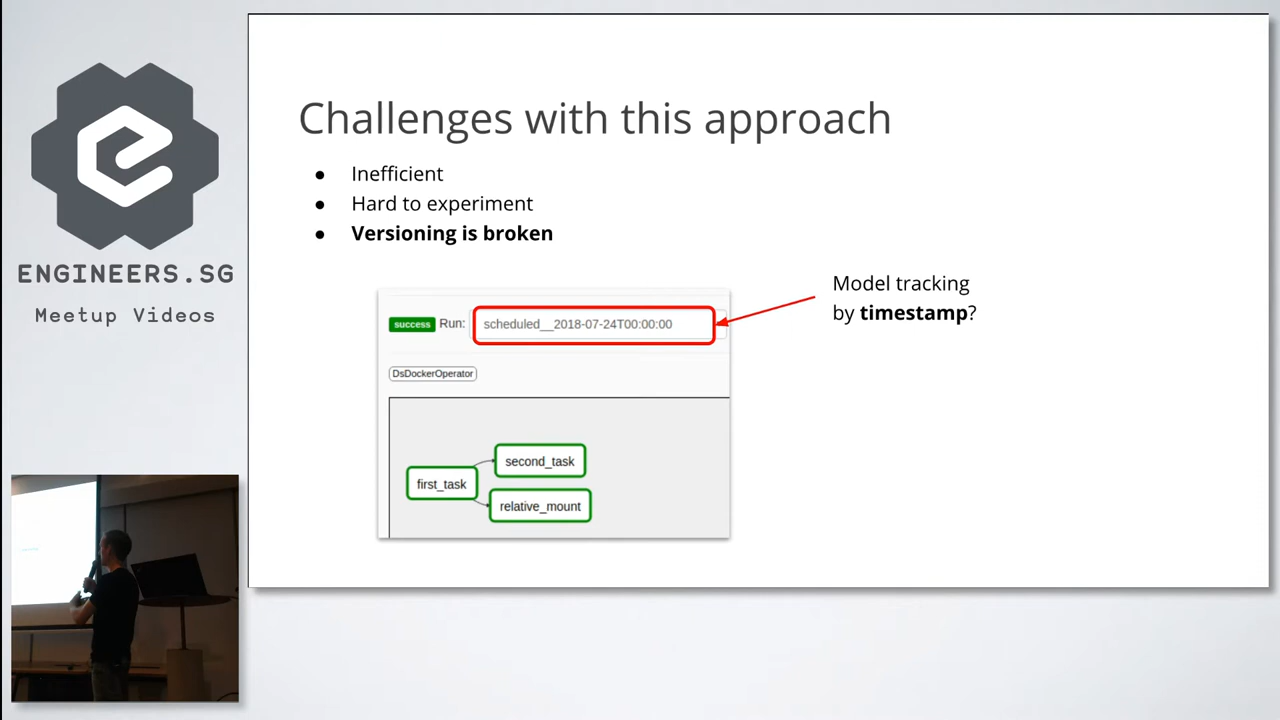 ENGINEERS.SG
Meetup Videos
Challenges with this approach
● Inefficient
● Hard to experiment
● Versioning is broken
Model tracking
by timestamp?
success Run: scheduled__2018-07-24T00:00:00
DsDockerOperator
second_task
first_task
relative_mount